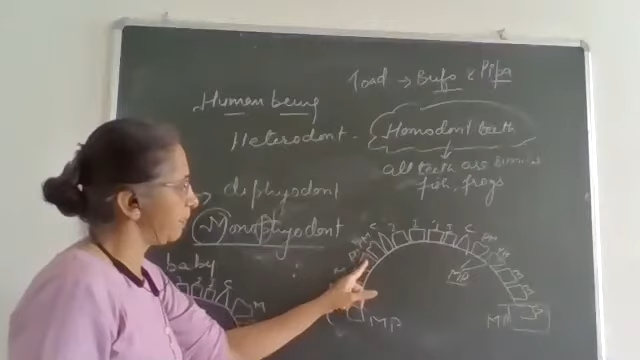 Toad → Bufo & Pipa
Human being
Heterodont - Homodont teeth
all teeth are similar
fish, frogs
→ diphyodont
Monophyodont
baby
I I I C M
C I I I I C PM
MP
M MP